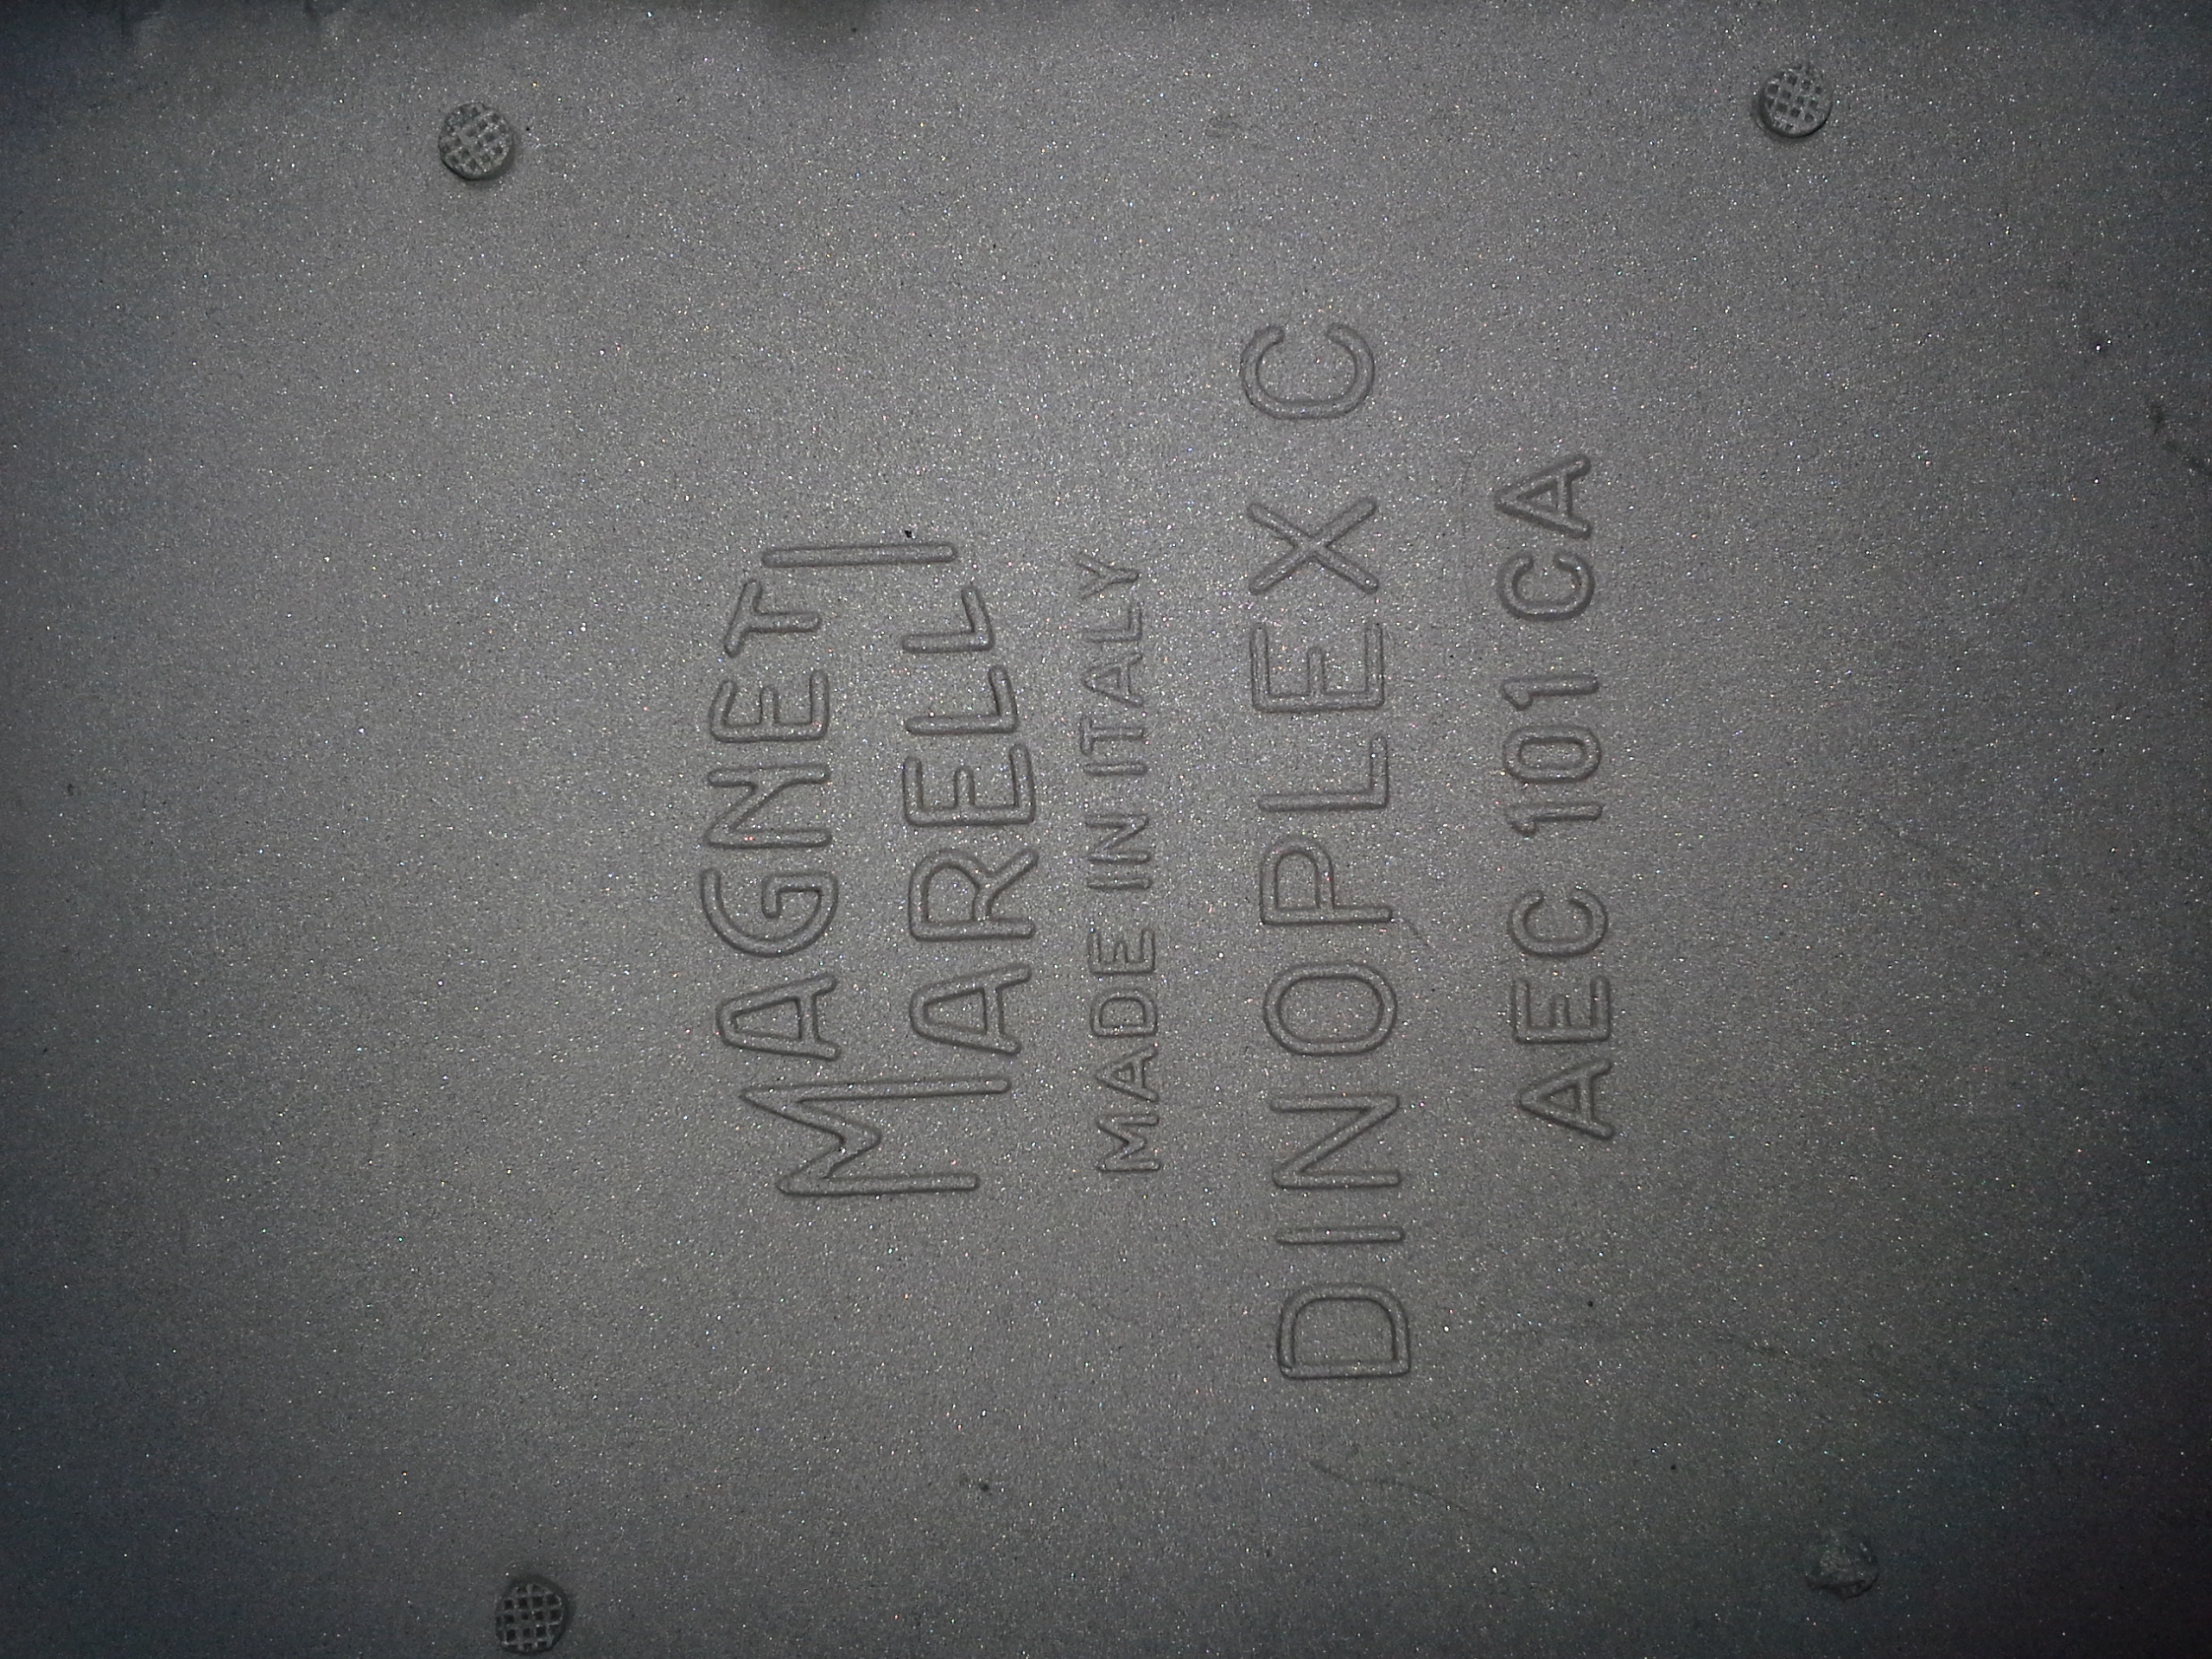 MAGNETI
MARELLI
MADE IN ITALY
DINOPLEX C
AEC 101 CA